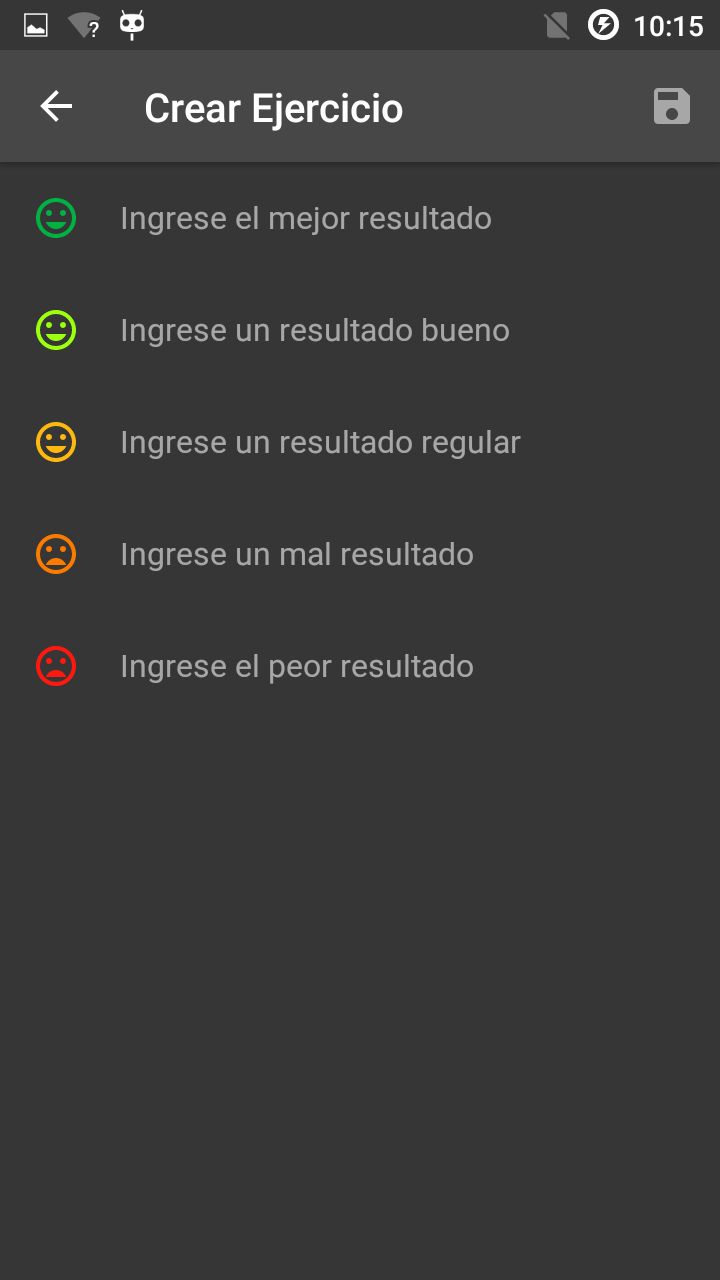 10:15
Crear Ejercicio
Ingrese el mejor resultado
Ingrese un resultado bueno
Ingrese un resultado regular
Ingrese un mal resultado
Ingrese el peor resultado